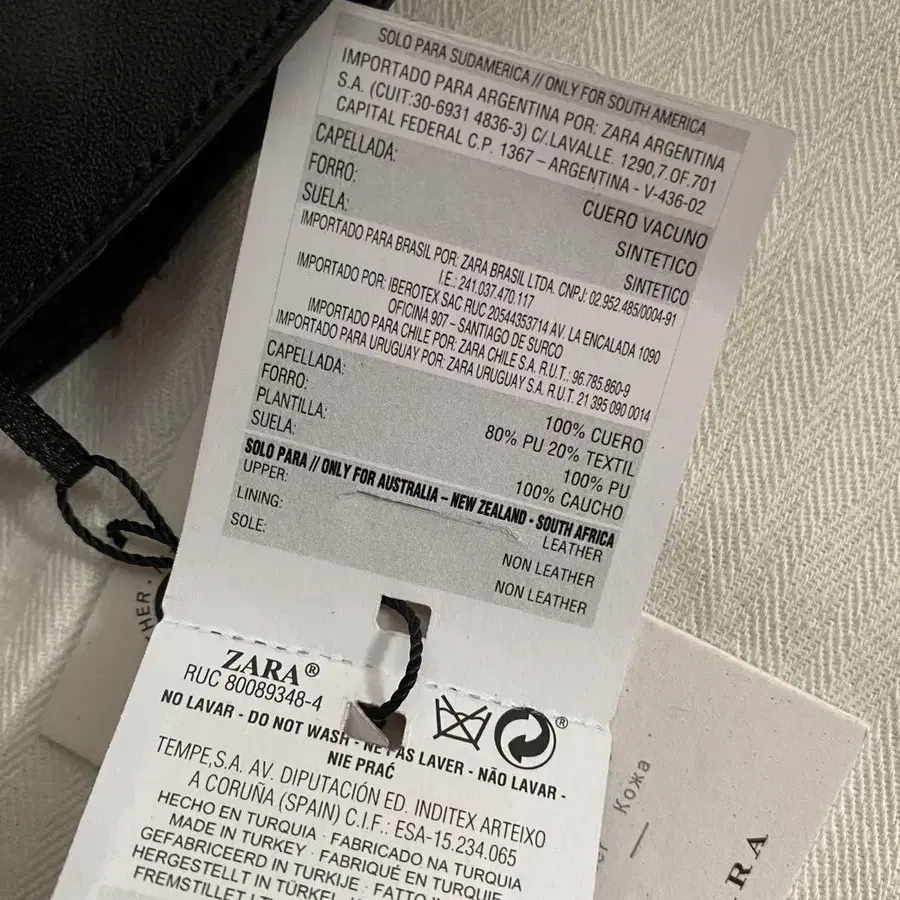 SOLO PARA SUDAMERICA // ONLY FOR SOUTH AMERICA
IMPORTADO PARA ARGENTINA POR: ZARA ARGENTINA
S.A. (CUIT:30-6931 4836-3) C/.LAVALLE. 1290,7.OF.701
CAPITAL FEDERAL C.P. 1367 – ARGENTINA - V-436-02
CAPELLADA: CUERO VACUNO
FORRO: SINTETICO
SUELA: SINTETICO
IMPORTADO PARA BRASIL POR: ZARA BRASIL LTDA. CNPJ: 02.952.485/0004-91
I.E.: 241.037.470.117
IMPORTADO POR: IBEROTEX SAC RUC 20544353714 AV. LA ENCALADA 1090
OFICINA 907 – SANTIAGO DE SURCO
IMPORTADO PARA CHILE POR: ZARA CHILE S.A. R.U.T.: 96.785.860-9
IMPORTADO PARA URUGUAY POR: ZARA URUGUAY S.A. R.U.T. 21 395 090 0014
CAPELLADA: 100% CUERO
FORRO: 80% PU 20% TEXTIL
PLANTILLA: 100% PU
SUELA: 100% CAUCHO
SOLO PARA // ONLY FOR AUSTRALIA – NEW ZEALAND - SOUTH AFRICA
UPPER: LEATHER
LINING: NON LEATHER
SOLE: NON LEATHER
ZARA®
RUC 80089348-4
NO LAVAR - DO NOT WASH - NE PAS LAVER - NÃO LAVAR -
NIE PRAĆ
®
TEMPE,S.A. AV. DIPUTACIÓN ED. INDITEX ARTEIXO
A CORUÑA (SPAIN) C.I.F.: ESA-15.234.065
HECHO EN TURQUIA · FABRICADO NA TURQUIA
MADE IN TURKEY · FABRIQUÉ EN TURQUIE
GEFABRICEERD IN TURKIJE · FATTO I
HERGESTELLT IN TÜRKEI
FREMSTILLET I
HER.
Кожа
RA